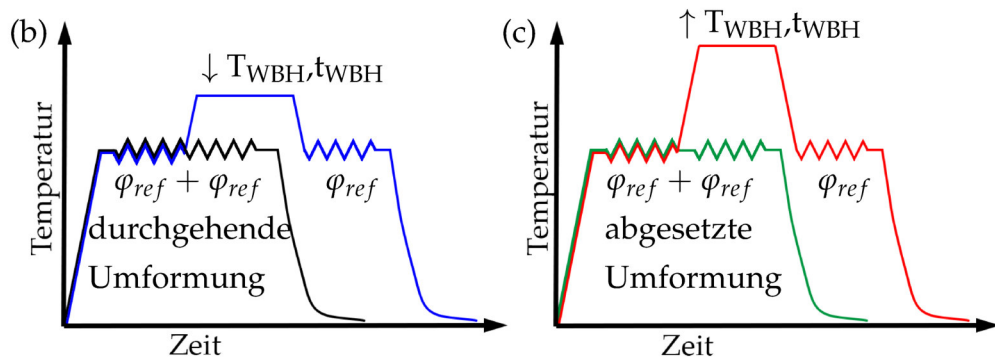 (b)
Temperatur
↓ T_WBH,t_WBH
φ_ref + φ_ref
φ_ref
durchgehende
Umformung
Zeit
(c)
Temperatur
↑ T_WBH,t_WBH
φ_ref + φ_ref
φ_ref
abgesetzte
Umformung
Zeit